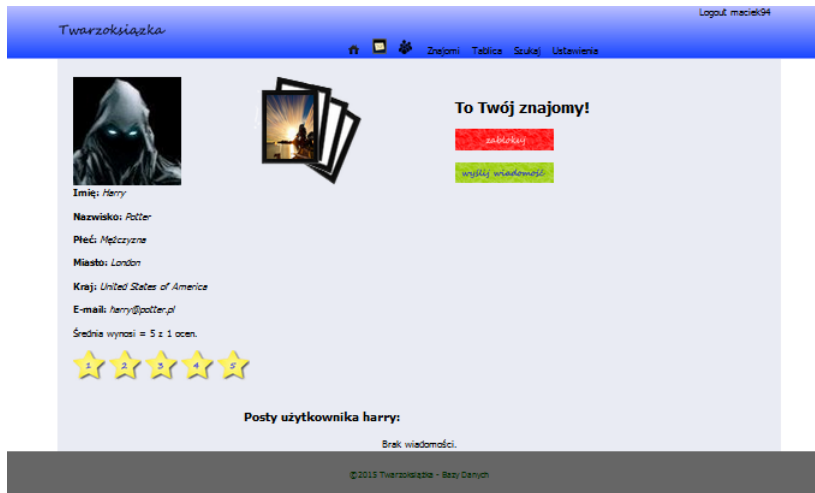 Logout maciek94
Twarzoksiązka
Znajomi Tablica Szukaj Ustawienia
To Twój znajomy!
zablokuj
wyślij wiadomość
Imię: Harry
Nazwisko: Potter
Płeć: Mężczyzna
Miasto: London
Kraj: United States of America
E-mail: harry@potter.pl
Średnia wynosi = 5 z 1 ocen.
1 2 3 4 5
Posty użytkownika harry:
Brak wiadomości.
©2015 Twarzoksiążka - Bazy Danych